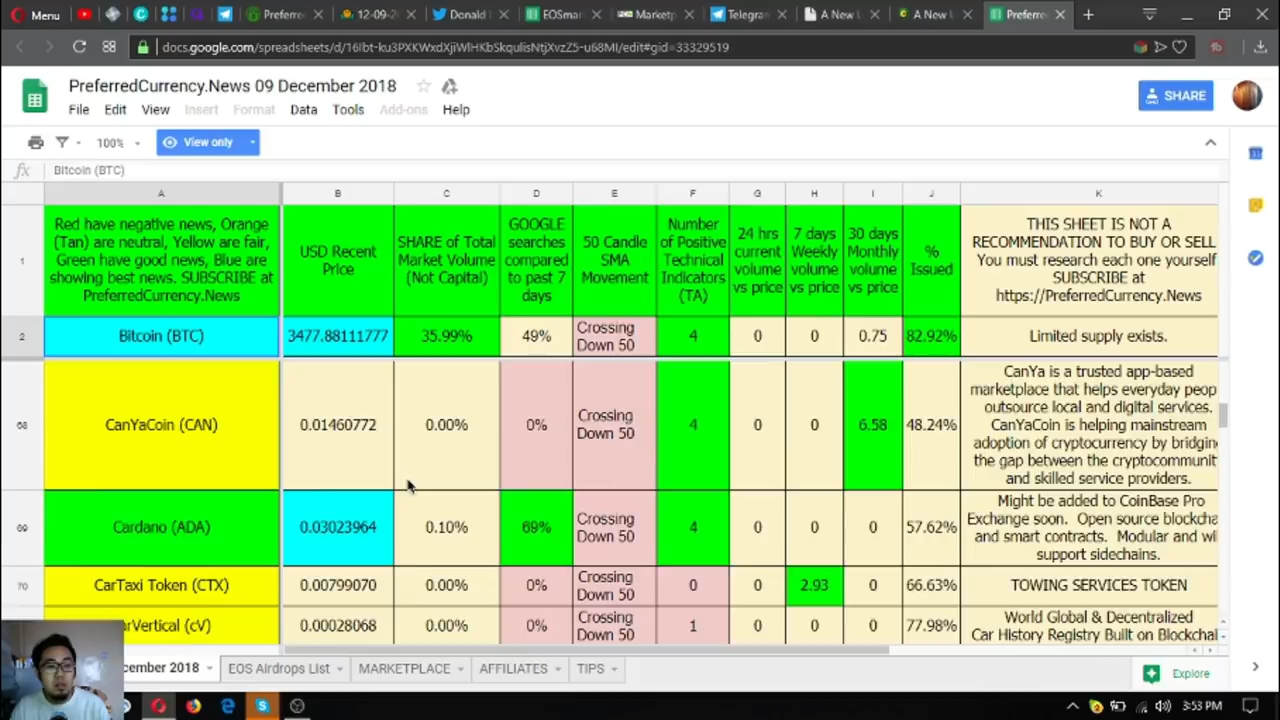 Menu
Preferre
12-09-20
Donald
EOSmar
Marketp
Telegran
A New U
A New L
Preferre
docs.google.com/spreadsheets/d/16Ibt-ku3PXKWxdXjiWlHKbSkqulisNtjXvzZ5-u68MI/edit#gid=33329519
PreferredCurrency.News 09 December 2018
SHARE
File Edit View Insert Format Data Tools Add-ons Help
100% View only
fx Bitcoin (BTC)
A B C D E F G H I J K
1
Red have negative news, Orange
(Tan) are neutral, Yellow are fair,
Green have good news, Blue are
showing best news. SUBSCRIBE at
PreferredCurrency.News
USD Recent
Price
SHARE of Total
Market Volume
(Not Capital)
GOOGLE
searches
compared
to past 7
days
50 Candle
SMA
Movement
Number
of Positive
Technical
Indicators
(TA)
24 hrs
current
volume
vs price
7 days
Weekly
volume
vs price
30 days
Monthly
volume
vs price
%
Issued
THIS SHEET IS NOT A
RECOMMENDATION TO BUY OR SELL
You must research each one yourself
SUBSCRIBE at
https://PreferredCurrency.News
2 Bitcoin (BTC) 3477.88111777 35.99% 49%
Crossing
Down 50
4 0 0 0.75 82.92% Limited supply exists.
68 CanYaCoin (CAN) 0.01460772 0.00% 0%
Crossing
Down 50
4 0 0 6.58 48.24%
CanYa is a trusted app-based
marketplace that helps everyday peop
outsource local and digital services.
CanYaCoin is helping mainstream
adoption of cryptocurrency by bridging
the gap between the cryptocommunit
and skilled service providers.
69 Cardano (ADA) 0.03023964 0.10% 69%
Crossing
Down 50
4 0 0 0 57.62%
Might be added to CoinBase Pro
Exchange soon. Open source blockcha
and smart contracts. Modular and wi
support sidechains.
70 CarTaxi Token (CTX) 0.00799070 0.00% 0%
Crossing
Down 50
0 0 2.93 0 66.63% TOWING SERVICES TOKEN
arVertical (cV) 0.00028068 0.00% 0%
Crossing
Down 50
1 0 0 0 77.98%
World Global & Decentralized
Car History Registry Built on Blockchai
cember 2018 EOS Airdrops List MARKETPLACE AFFILIATES TIPS
Explore
3:53 PM